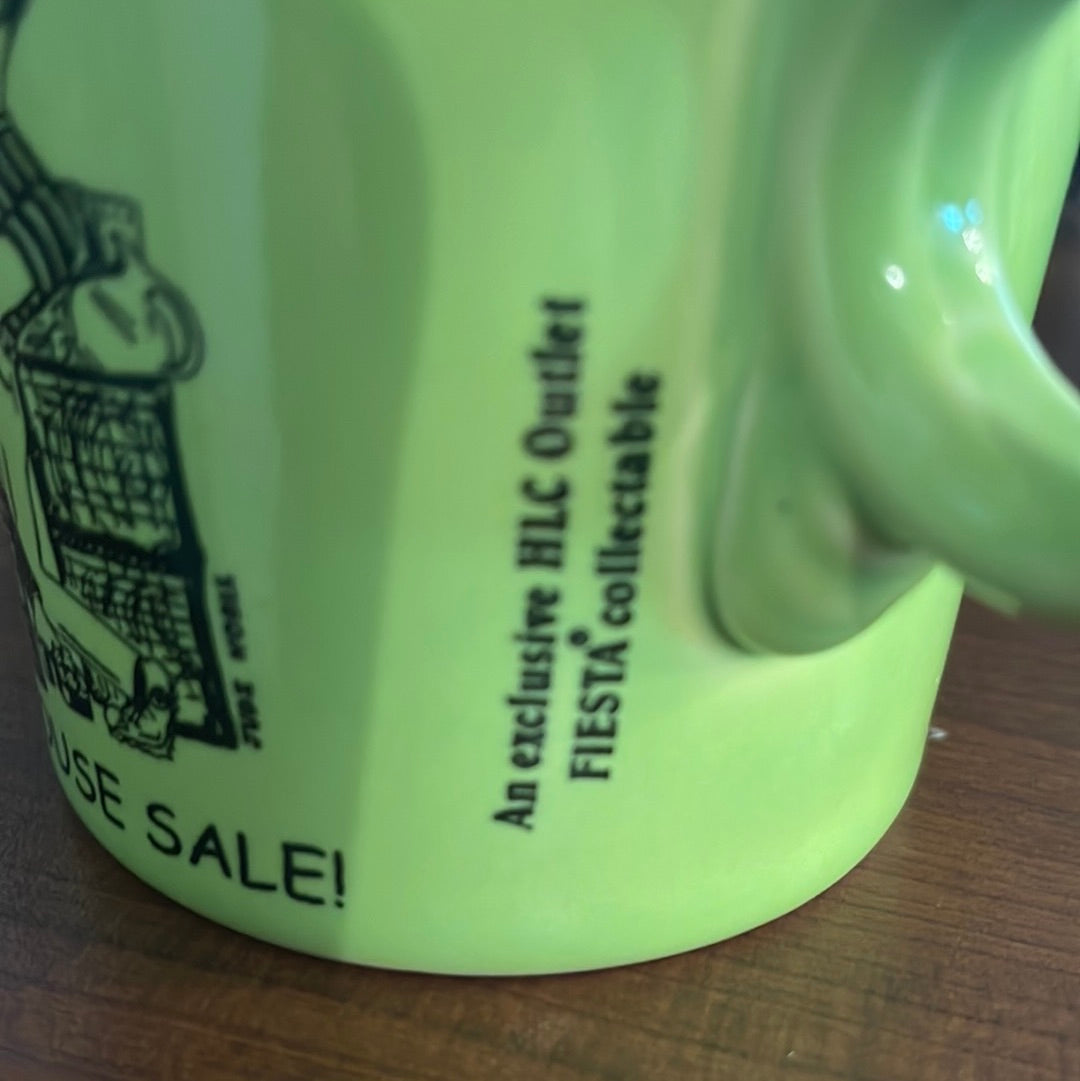 USE SALE!
An exclusive HLC Outlet
FIESTA® collectable